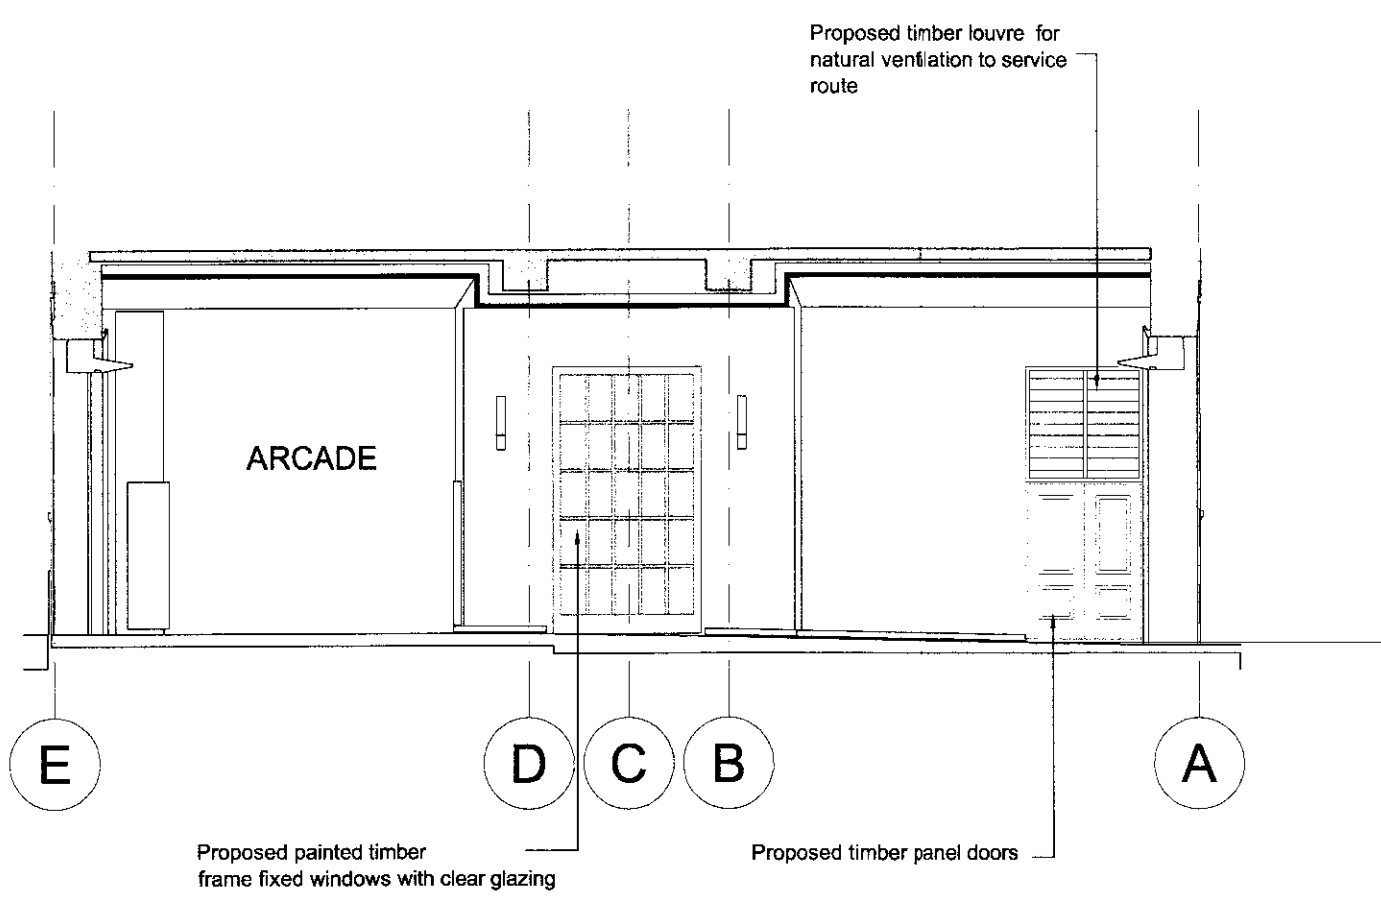 Proposed timber louvre for
natural ventilation to service
route
ARCADE
E
D
C
B
A
Proposed painted timber
frame fixed windows with clear glazing
Proposed timber panel doors